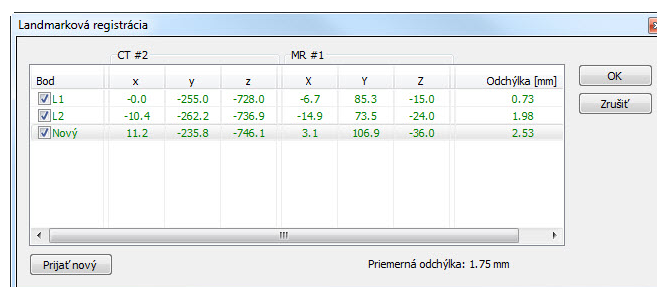 Landmarková registrácia
CT #2 MR #1
Bod x y z X Y Z Odchýlka [mm]
L1 -0.0 -255.0 -728.0 -6.7 85.3 -15.0 0.73
L2 -10.4 -262.2 -736.9 -14.9 73.5 -24.0 1.98
Nový 11.2 -235.8 -746.1 3.1 106.9 -36.0 2.53
OK
Zrušiť
Prijať nový
Priemerná odchýlka: 1.75 mm